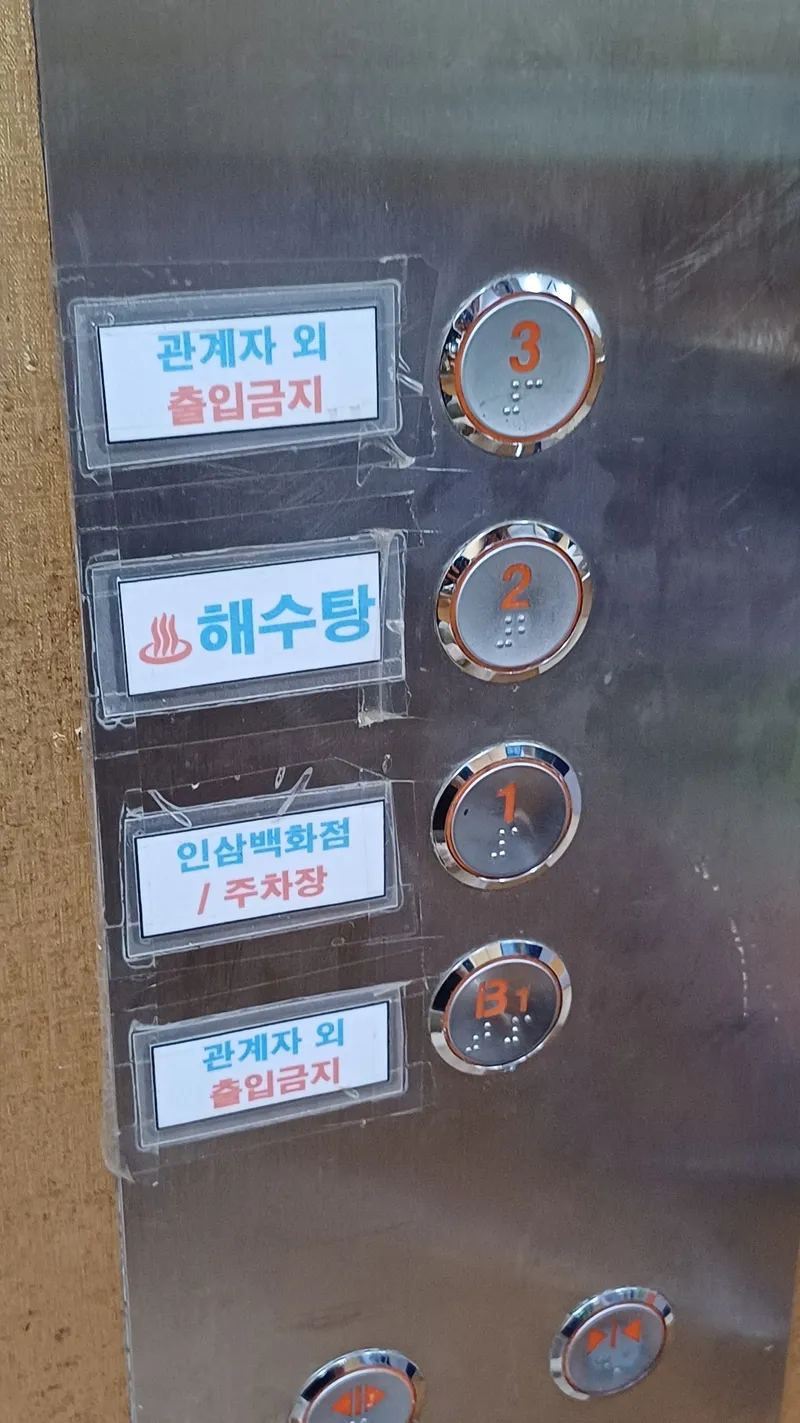 관계자 외
출입금지
3
해수탕
2
인삼백화점
/ 주차장
1
관계자 외
출입금지
B1